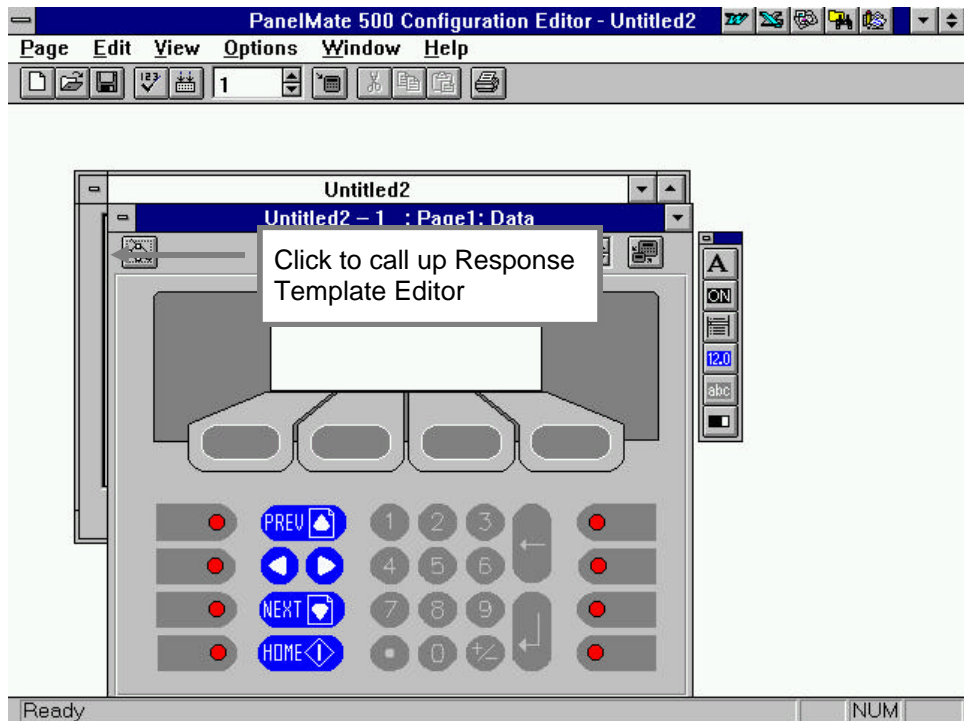 PanelMate 500 Configuration Editor - Untitled2
Page Edit View Options Window Help
123
1
Untitled2
Untitled2 – 1 : Page1: Data
Click to call up Response
Template Editor
A
ON
12.0
abc
PREV 1 2 3
4 5 6
NEXT 7 8 9
HOME 0 +/-
Ready NUM